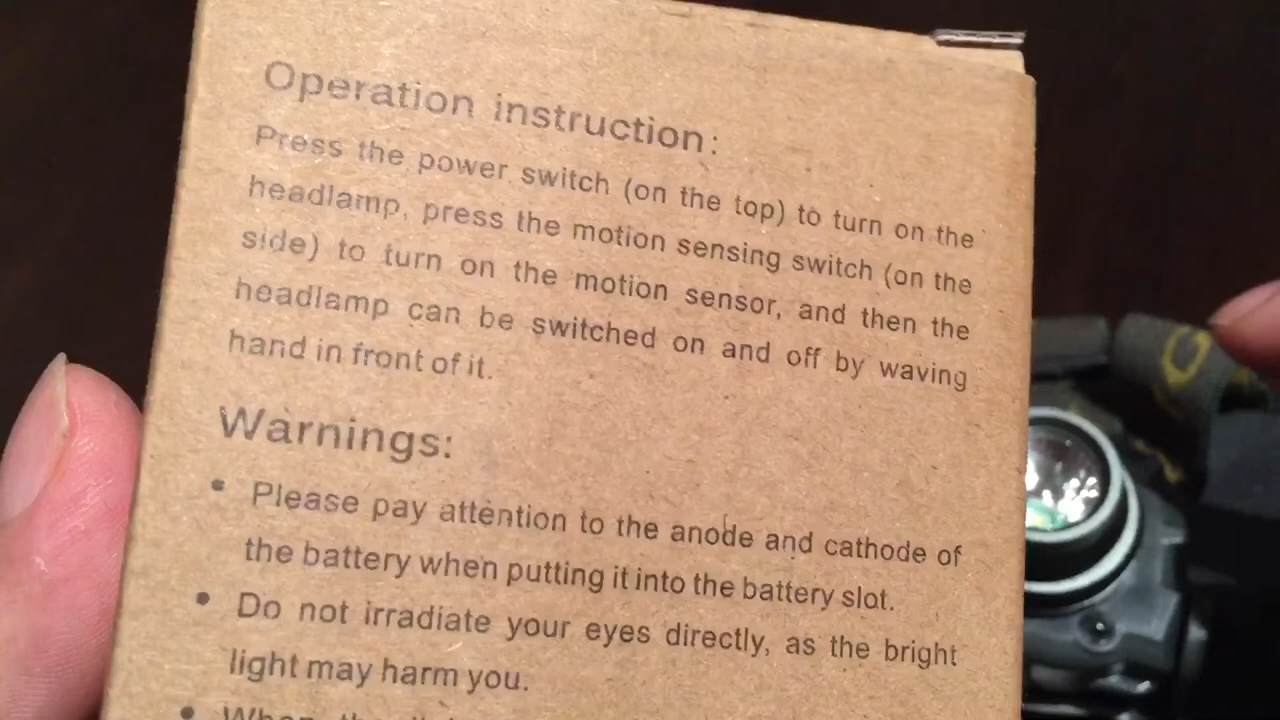 Operation instruction:
Press the power switch (on the top) to turn on the
headlamp, press the motion sensing switch (on the
side) to turn on the motion sensor, and then the
headlamp can be switched on and off by waving
hand in front of it.
Warnings:
• Please pay attention to the anode and cathode of
the battery when putting it into the battery slot.
• Do not irradiate your eyes directly, as the bright
light may harm you.
• When the